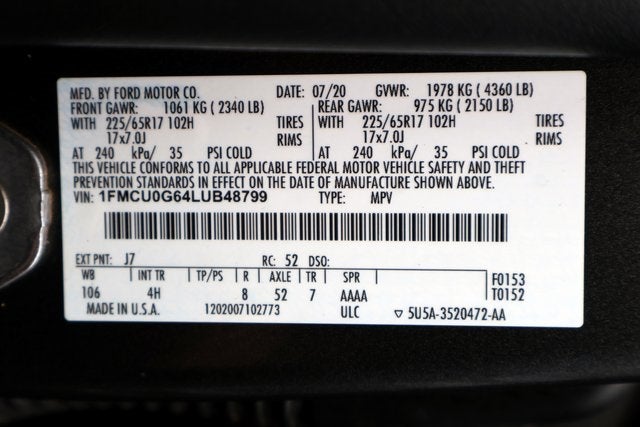 MFD. BY FORD MOTOR CO. DATE: 07/20 GVWR: 1978 KG ( 4360 LB)
FRONT GAWR: 1061 KG ( 2340 LB) REAR GAWR: 975 KG ( 2150 LB)
WITH 225/65R17 102H TIRES WITH 225/65R17 102H TIRES
17x7.0J RIMS 17x7.0J RIMS
AT 240 kPa/ 35 PSI COLD AT 240 kPa/ 35 PSI COLD
THIS VEHICLE CONFORMS TO ALL APPLICABLE FEDERAL MOTOR VEHICLE SAFETY AND THEFT
PREVENTION STANDARDS IN EFFECT ON THE DATE OF MANUFACTURE SHOWN ABOVE.
VIN: 1FMCU0G64LUB48799 TYPE: MPV
EXT PNT: J7 RC: 52 DSO:
WB INT TR TP/PS R AXLE TR SPR F0153
106 4H 8 52 7 AAAA T0152
MADE IN U.S.A. 1202007102773 ULC ▽ 5U5A-3520472-AA